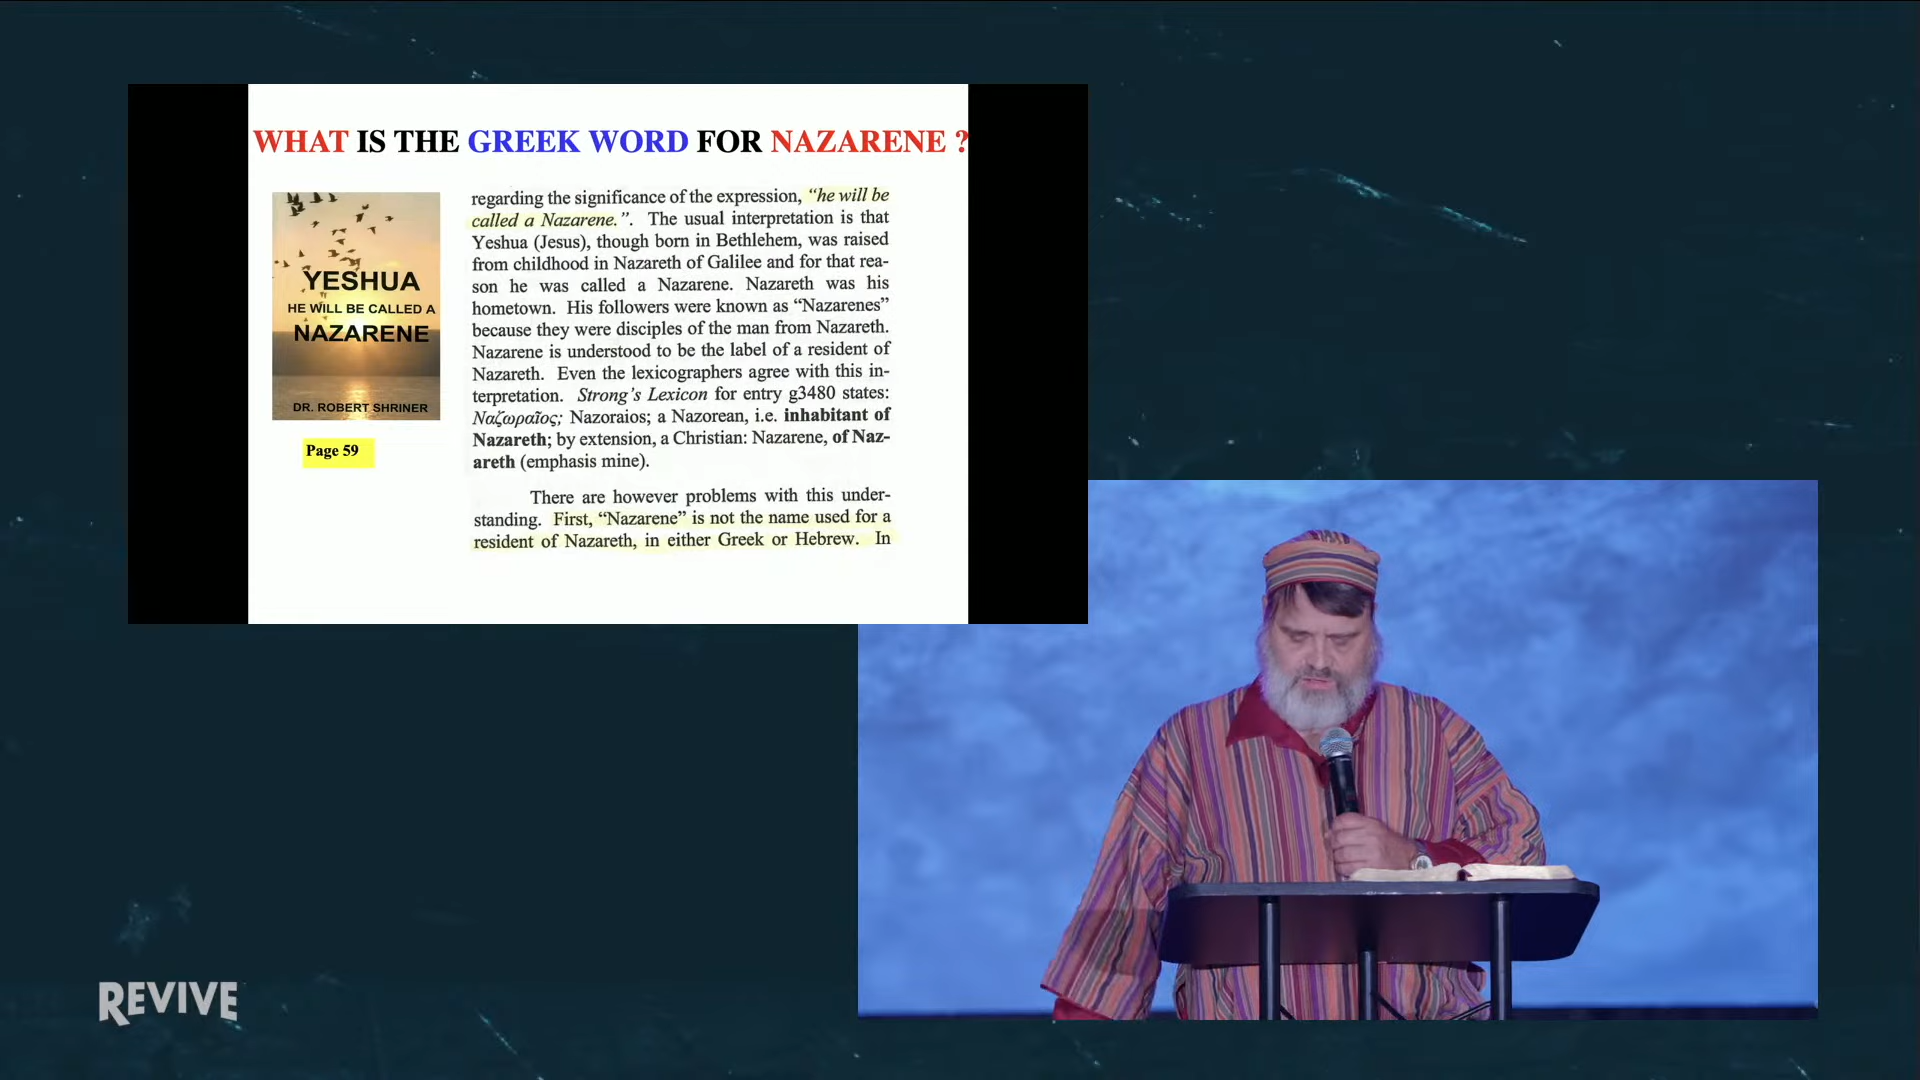 WHAT IS THE GREEK WORD FOR NAZARENE ?
YESHUA
HE WILL BE CALLED A
NAZARENE
DR. ROBERT SHRINER
Page 59
regarding the significance of the expression, “he will be
called a Nazarene.”. The usual interpretation is that
Yeshua (Jesus), though born in Bethlehem, was raised
from childhood in Nazareth of Galilee and for that rea-
son he was called a Nazarene. Nazareth was his
hometown. His followers were known as “Nazarenes”
because they were disciples of the man from Nazareth.
Nazarene is understood to be the label of a resident of
Nazareth. Even the lexicographers agree with this in-
terpretation. Strong’s Lexicon for entry g3480 states:
Ναζωραῖος; Nazoraios; a Nazorean, i.e. inhabitant of
Nazareth; by extension, a Christian: Nazarene, of Naz-
areth (emphasis mine).
There are however problems with this under-
standing. First, “Nazarene” is not the name used for a
resident of Nazareth, in either Greek or Hebrew. In
REVIVE